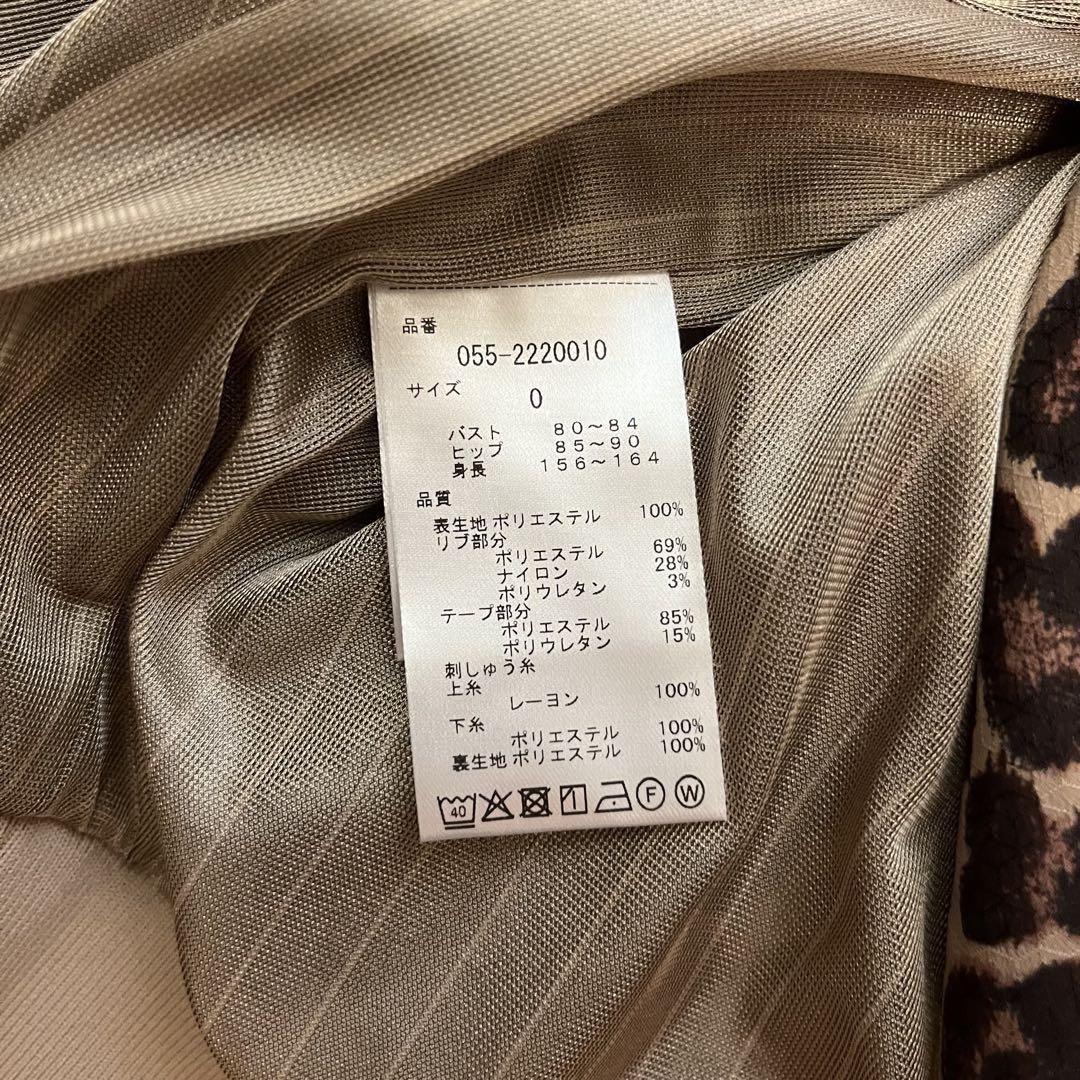 品番
055-2220010
サイズ
0
バスト 80～84
ヒップ 85～90
身長 156～164
品質
表生地 ポリエステル 100%
リブ部分
ポリエステル 69%
ナイロン 28%
ポリウレタン 3%
テープ部分
ポリエステル 85%
ポリウレタン 15%
刺しゅう糸
上糸
レーヨン 100%
下糸
ポリエステル 100%
裏生地 ポリエステル 100%
40 F W